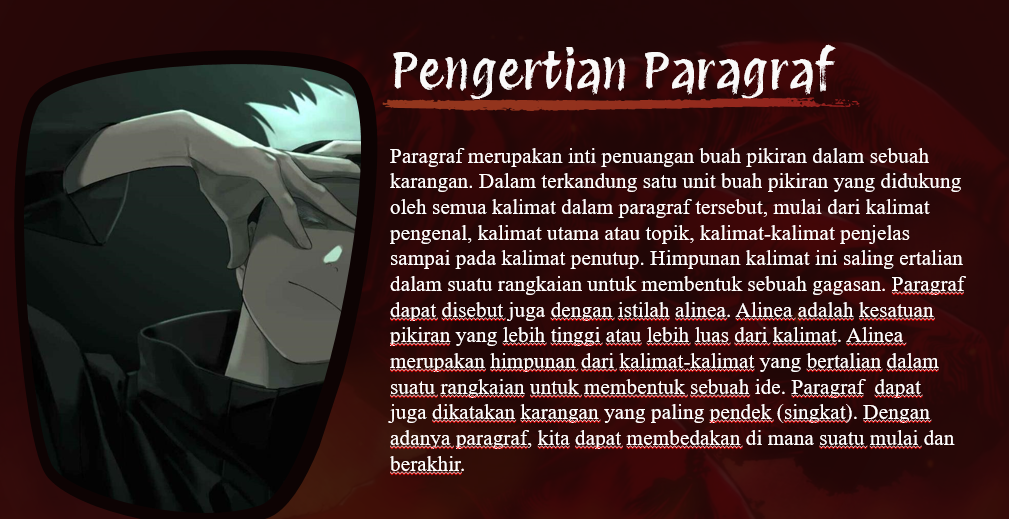 Pengertian Paragraf
Paragraf merupakan inti penuangan buah pikiran dalam sebuah
karangan. Dalam terkandung satu unit buah pikiran yang didukung
oleh semua kalimat dalam paragraf tersebut, mulai dari kalimat
pengenal, kalimat utama atau topik, kalimat-kalimat penjelas
sampai pada kalimat penutup. Himpunan kalimat ini saling ertalian
dalam suatu rangkaian untuk membentuk sebuah gagasan. Paragraf
dapat disebut juga dengan istilah alinea. Alinea adalah kesatuan
pikiran yang lebih tinggi atau lebih luas dari kalimat. Alinea
merupakan himpunan dari kalimat-kalimat yang bertalian dalam
suatu rangkaian untuk membentuk sebuah ide. Paragraf  dapat
juga dikatakan karangan yang paling pendek (singkat). Dengan
adanya paragraf, kita dapat membedakan di mana suatu mulai dan
berakhir.